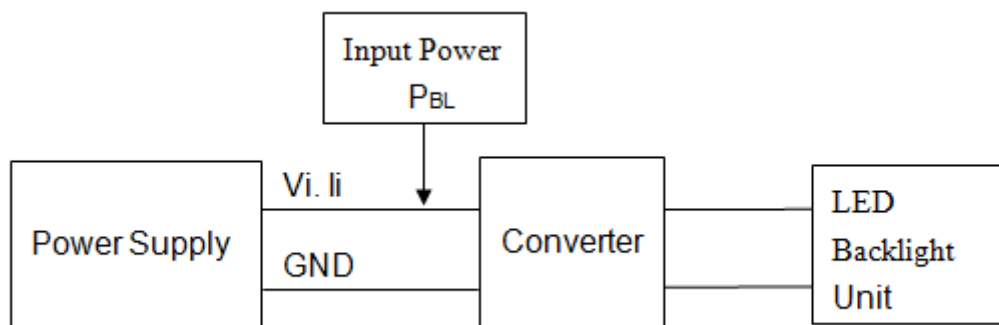 Input Power
PBL
Power Supply
Vi. Ii
GND
Converter
LED
Backlight
Unit